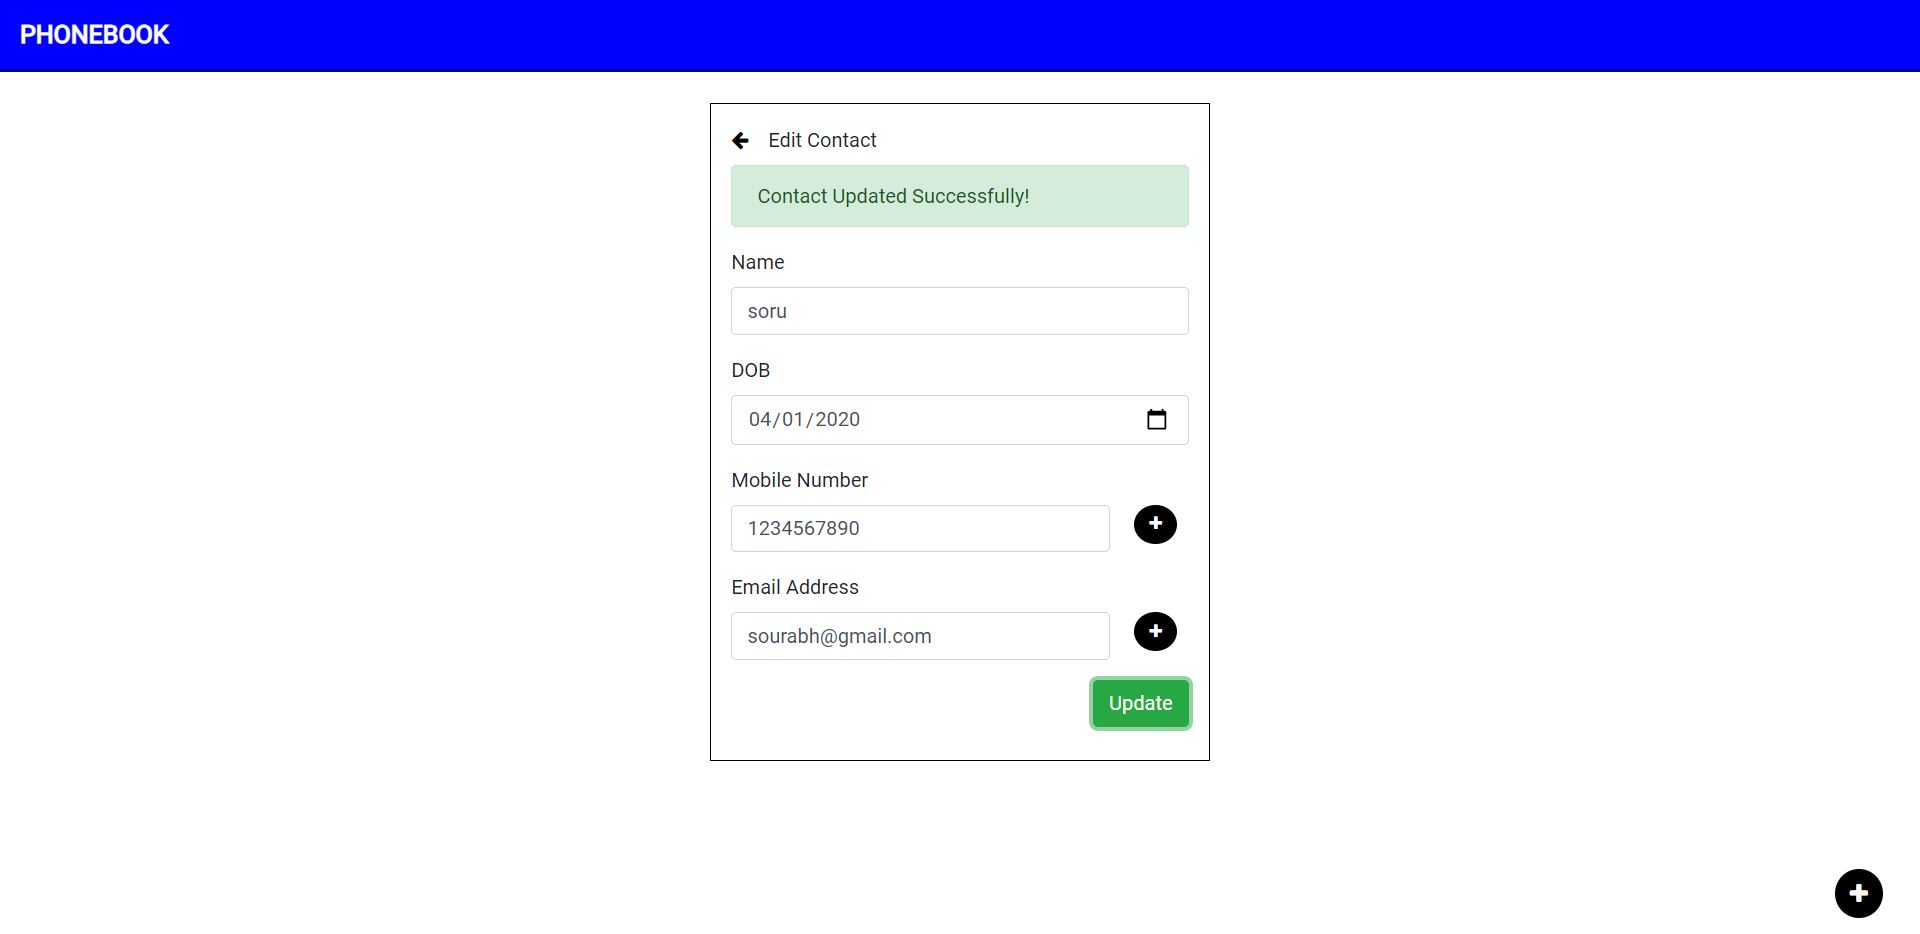 PHONEBOOK
Edit Contact
Contact Updated Successfully!
Name
soru
DOB
04/01/2020
Mobile Number
1234567890
Email Address
sourabh@gmail.com
Update